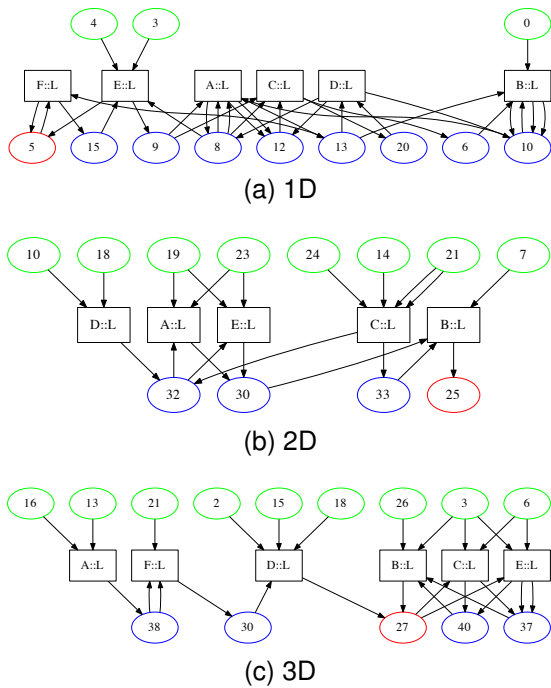 4 3 0
F::L E::L A::L C::L D::L B::L
5 15 9 8 12 13 20 6 10
(a) 1D
10 18 19 23 24 14 21 7
D::L A::L E::L C::L B::L
32 30 33 25
(b) 2D
16 13 21 2 15 18 26 3 6
A::L F::L D::L B::L C::L E::L
38 30 27 40 37
(c) 3D